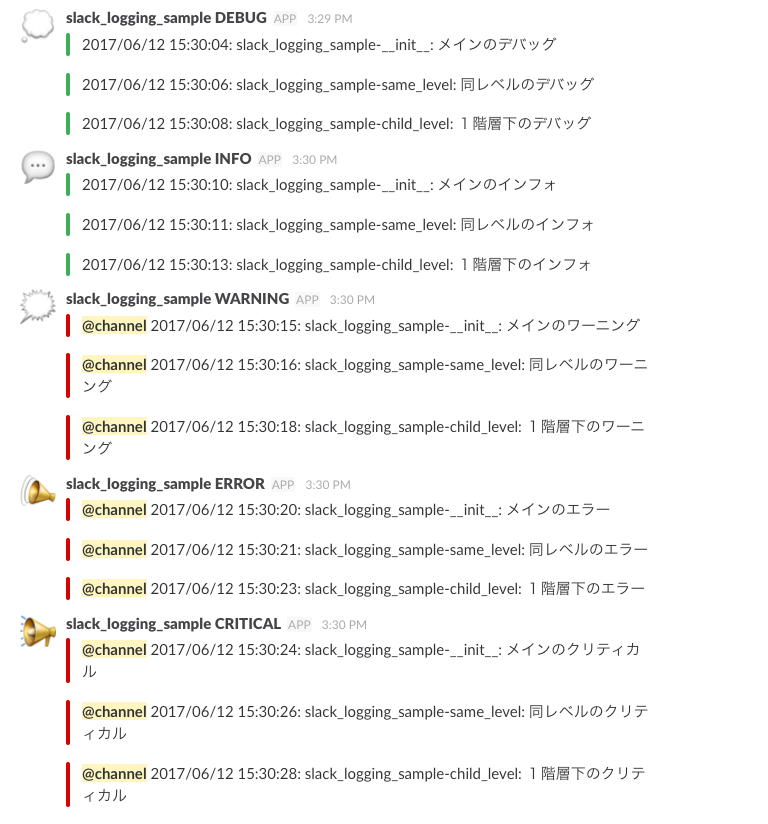 slack_logging_sample DEBUG APP 3:29 PM
2017/06/12 15:30:04: slack_logging_sample-__init__: メインのデバッグ
2017/06/12 15:30:06: slack_logging_sample-same_level: 同レベルのデバッグ
2017/06/12 15:30:08: slack_logging_sample-child_level: １階層下のデバッグ
slack_logging_sample INFO APP 3:30 PM
2017/06/12 15:30:10: slack_logging_sample-__init__: メインのインフォ
2017/06/12 15:30:11: slack_logging_sample-same_level: 同レベルのインフォ
2017/06/12 15:30:13: slack_logging_sample-child_level: １階層下のインフォ
slack_logging_sample WARNING APP 3:30 PM
@channel 2017/06/12 15:30:15: slack_logging_sample-__init__: メインのワーニング
@channel 2017/06/12 15:30:16: slack_logging_sample-same_level: 同レベルのワーニ
ング
@channel 2017/06/12 15:30:18: slack_logging_sample-child_level: １階層下のワーニ
ング
slack_logging_sample ERROR APP 3:30 PM
@channel 2017/06/12 15:30:20: slack_logging_sample-__init__: メインのエラー
@channel 2017/06/12 15:30:21: slack_logging_sample-same_level: 同レベルのエラー
@channel 2017/06/12 15:30:23: slack_logging_sample-child_level: １階層下のエラー
slack_logging_sample CRITICAL APP 3:30 PM
@channel 2017/06/12 15:30:24: slack_logging_sample-__init__: メインのクリティカ
ル
@channel 2017/06/12 15:30:26: slack_logging_sample-same_level: 同レベルのクリテ
ィカル
@channel 2017/06/12 15:30:28: slack_logging_sample-child_level: １階層下のクリテ
ィカル